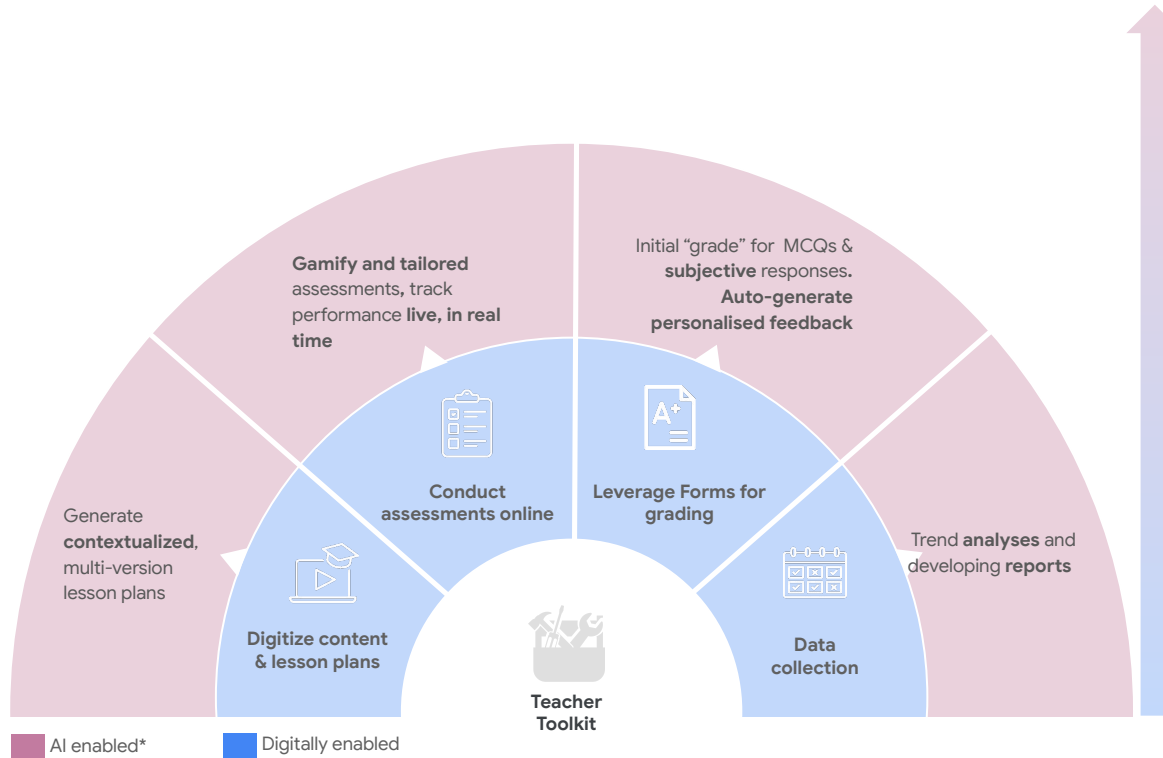 Gamify and tailored
assessments, track
performance live, in real
time
Initial “grade” for MCQs &
subjective responses.
Auto-generate
personalised feedback
Generate
contextualized,
multi-version
lesson plans
Trend analyses and
developing reports
Digitize content
& lesson plans
Conduct
assessments online
A+
Leverage Forms for
grading
Data
collection
Teacher
Toolkit
AI enabled*
Digitally enabled